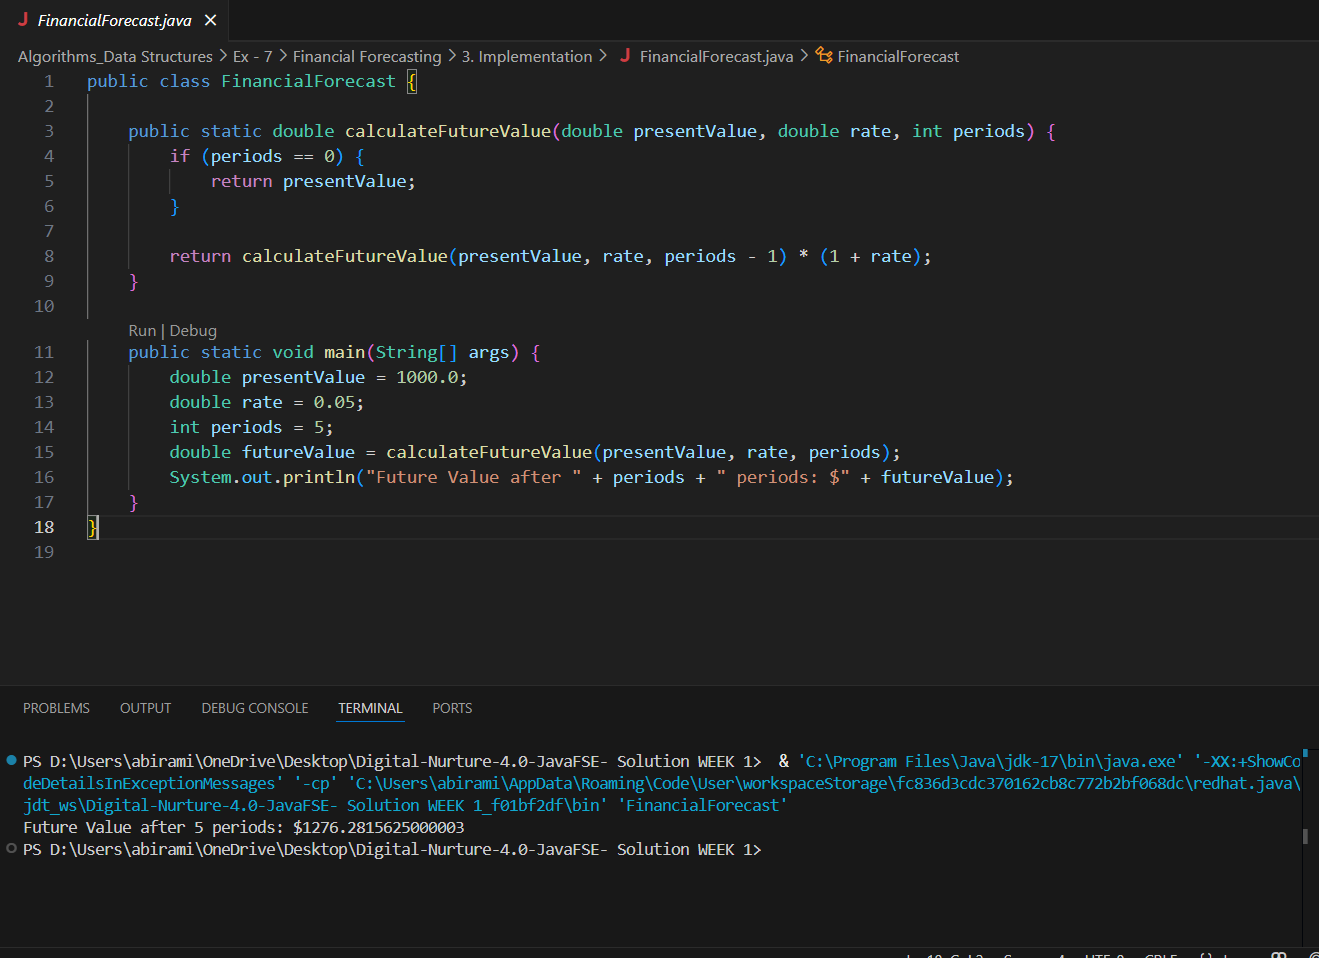 J FinancialForecast.java ×
Algorithms_Data Structures > Ex - 7 > Financial Forecasting > 3. Implementation > J FinancialForecast.java > FinancialForecast
1 public class FinancialForecast {
2
3 public static double calculateFutureValue(double presentValue, double rate, int periods) {
4 if (periods == 0) {
5 return presentValue;
6 }
7
8 return calculateFutureValue(presentValue, rate, periods - 1) * (1 + rate);
9 }
10
Run | Debug
11 public static void main(String[] args) {
12 double presentValue = 1000.0;
13 double rate = 0.05;
14 int periods = 5;
15 double futureValue = calculateFutureValue(presentValue, rate, periods);
16 System.out.println("Future Value after " + periods + " periods: $" + futureValue);
17 }
18 }
19
PROBLEMS OUTPUT DEBUG CONSOLE TERMINAL PORTS
PS D:\Users\abirami\OneDrive\Desktop\Digital-Nurture-4.0-JavaFSE- Solution WEEK 1> & 'C:\Program Files\Java\jdk-17\bin\java.exe' '-XX:+ShowCo
deDetailsInExceptionMessages' '-cp' 'C:\Users\abirami\AppData\Roaming\Code\User\workspaceStorage\fc836d3cdc370162cb8c772b2bf068dc\redhat.java\
jdt_ws\Digital-Nurture-4.0-JavaFSE- Solution WEEK 1_f01bf2df\bin' 'FinancialForecast'
Future Value after 5 periods: $1276.2815625000003
PS D:\Users\abirami\OneDrive\Desktop\Digital-Nurture-4.0-JavaFSE- Solution WEEK 1>